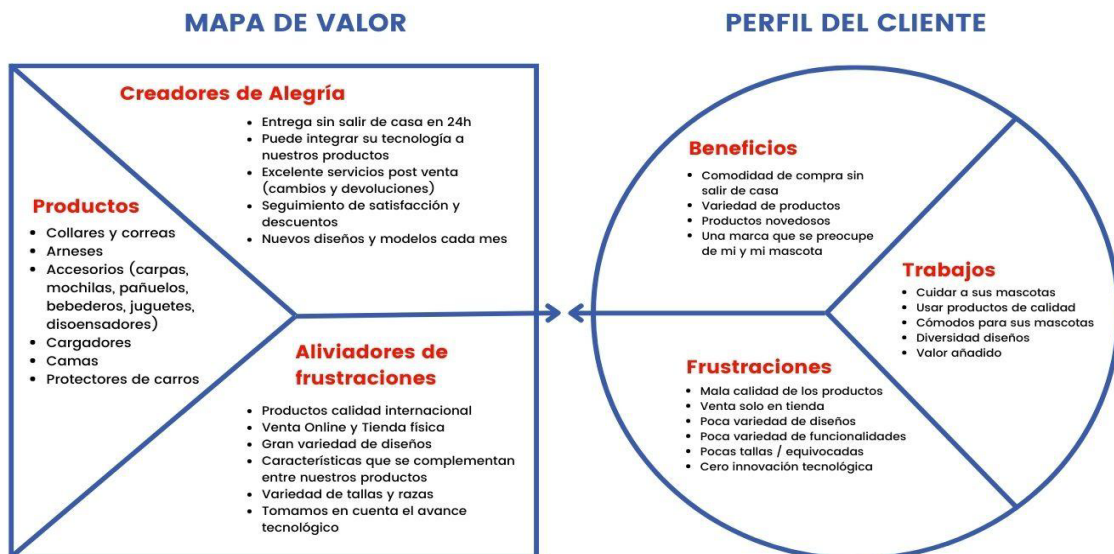 MAPA DE VALOR
Creadores de Alegría
• Entrega sin salir de casa en 24h
• Puede integrar su tecnología a
nuestros productos
• Excelente servicios post venta
(cambios y devoluciones)
• Seguimiento de satisfacción y
descuentos
• Nuevos diseños y modelos cada mes
Productos
• Collares y correas
• Arneses
• Accesorios (carpas,
mochilas, pañuelos,
bebederos, juguetes,
disoensadores)
• Cargadores
• Camas
• Protectores de carros
Aliviadores de
frustraciones
• Productos calidad internacional
• Venta Online y Tienda física
• Gran variedad de diseños
• Características que se complementan
entre nuestros productos
• Variedad de tallas y razas
• Tomamos en cuenta el avance
tecnológico
PERFIL DEL CLIENTE
Beneficios
• Comodidad de compra sin
salir de casa
• Variedad de productos
• Productos novedosos
• Una marca que se preocupe
de mi y mi mascota
Trabajos
• Cuidar a sus mascotas
• Usar productos de calidad
• Cómodos para sus mascotas
• Diversidad diseños
• Valor añadido
Frustraciones
• Mala calidad de los productos
• Venta solo en tienda
• Poca variedad de diseños
• Poca variedad de funcionalidades
• Pocas tallas / equivocadas
• Cero innovación tecnológica